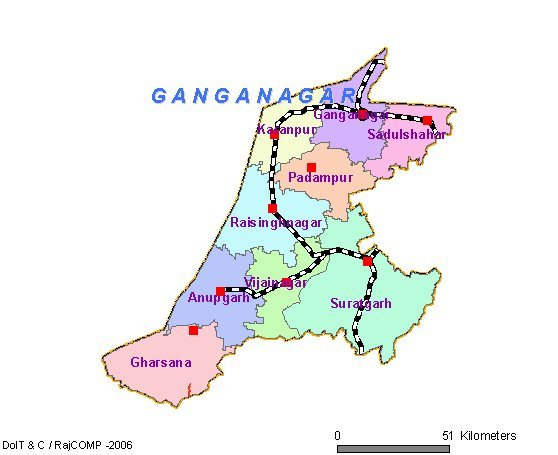 GANGANAGAR
Ganganagar
Karanpur
Sadulshahar
Padampur
Raisinghnagar
Vijainagar
Anupgarh
Suratgarh
Gharsana
0 51 Kilometers
DoIT & C / RajCOMP -2006